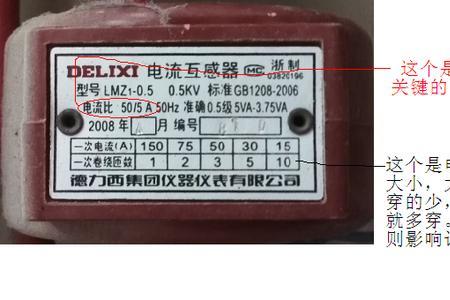 DELIXI 电流互感器 MC 浙制 03820196
型号 LMZ1-0.5 0.5KV 标准GB1208-2006
电流比 50/5 A 50Hz 准确0.5级5VA-3.75VA
2008 年 月 编号
一次电流(A) 150 75 50 30 15
一次卷绕匝数 1 2 3 5 10
德力西集团仪器仪表有限公司
这个是
关键的
这个是电
大小，
穿的少，
就多穿。
则影响